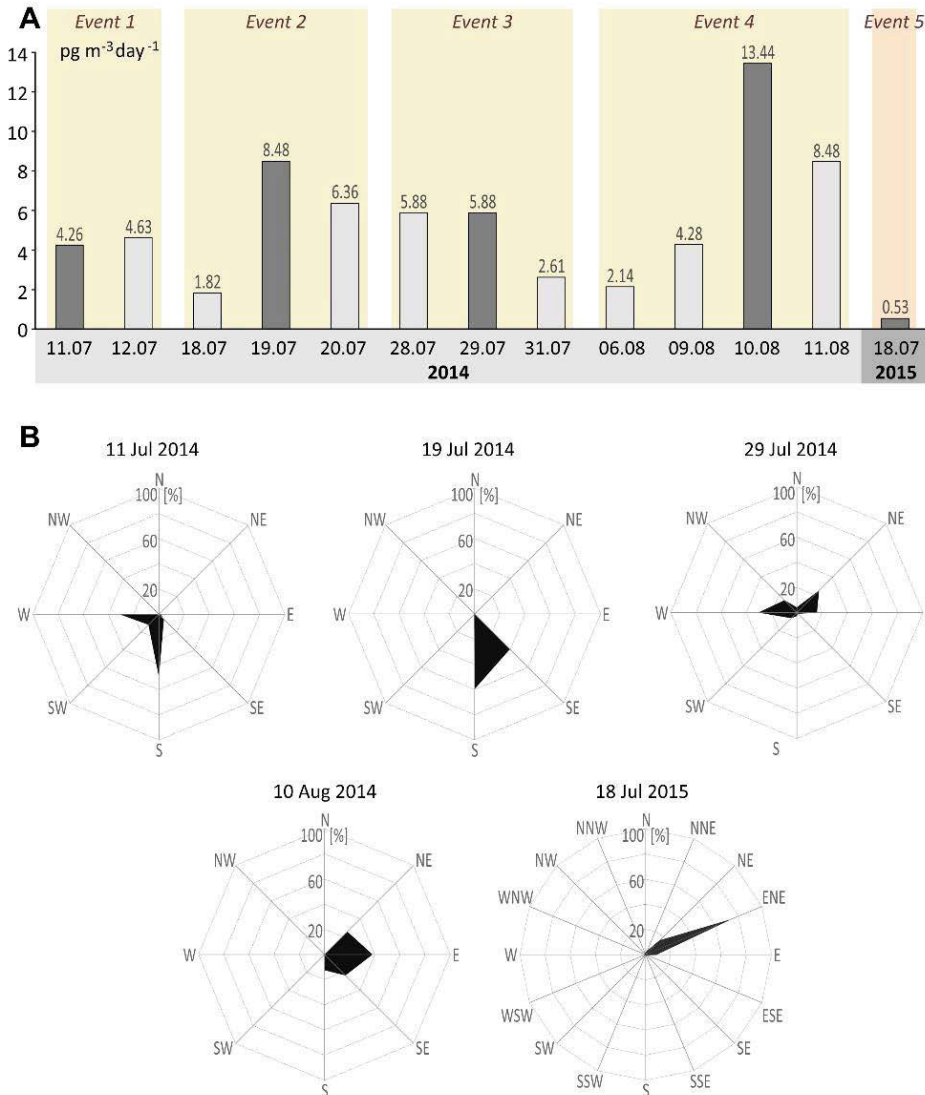 A
Event 1 Event 2 Event 3 Event 4 Event 5
pg m⁻³day⁻¹
14
13.44
12
10
8.48 8.48
8
6.36
5.88 5.88
6
4.26 4.63 4.28
4
1.82 2.61 2.14
2
0.53
0
11.07 12.07 18.07 19.07 20.07 28.07 29.07 31.07 06.08 09.08 10.08 11.08 18.07
2014 2015
B
11 Jul 2014
N
100 [%]
NW NE
60
20
W E
SW SE
S
19 Jul 2014
N
100 [%]
NW NE
60
20
W E
SW SE
S
29 Jul 2014
N
100 [%]
NW NE
60
20
W
SW SE
S
10 Aug 2014
N
100 [%]
NW NE
60
20
W E
SW SE
S
18 Jul 2015
N
NNW NNE
100 [%]
NW NE
60
WNW ENE
20
W E
WSW ESE
SW SE
SSW SSE
S